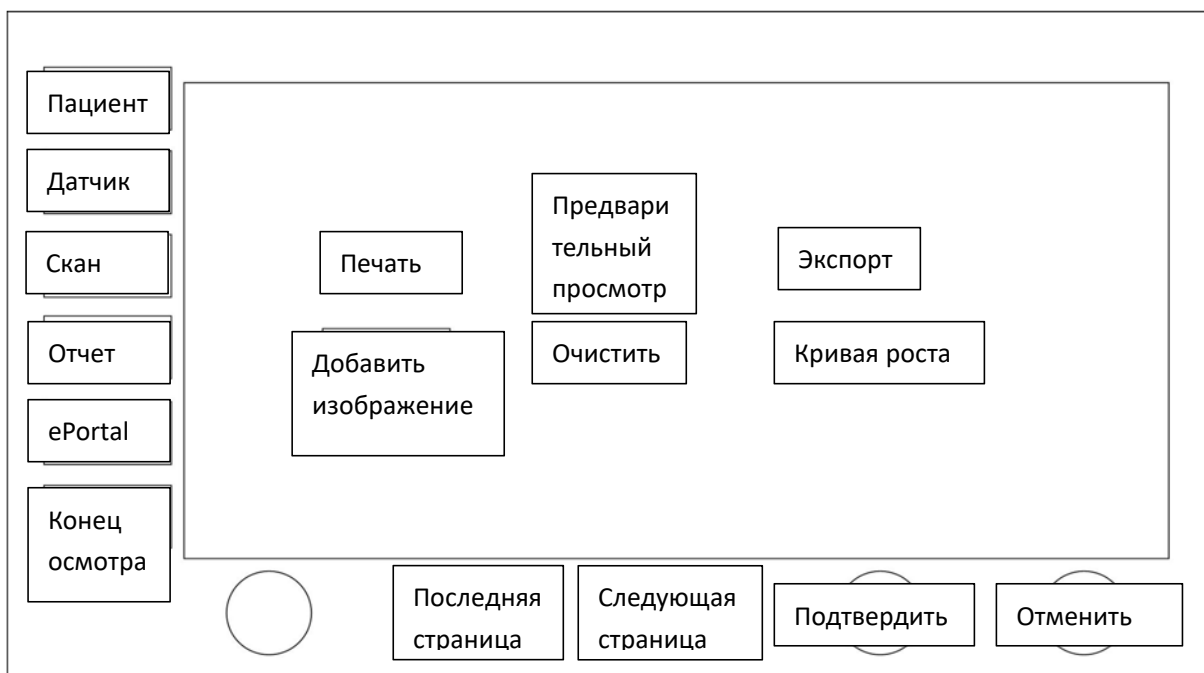 Пациент
Датчик
Скан
Отчет
ePortal
Конец
осмотра
Печать
Предвари
тельный
просмотр
Экспорт
Добавить
изображение
Очистить
Кривая роста
Последняя
страница
Следующая
страница
Подтвердить
Отменить